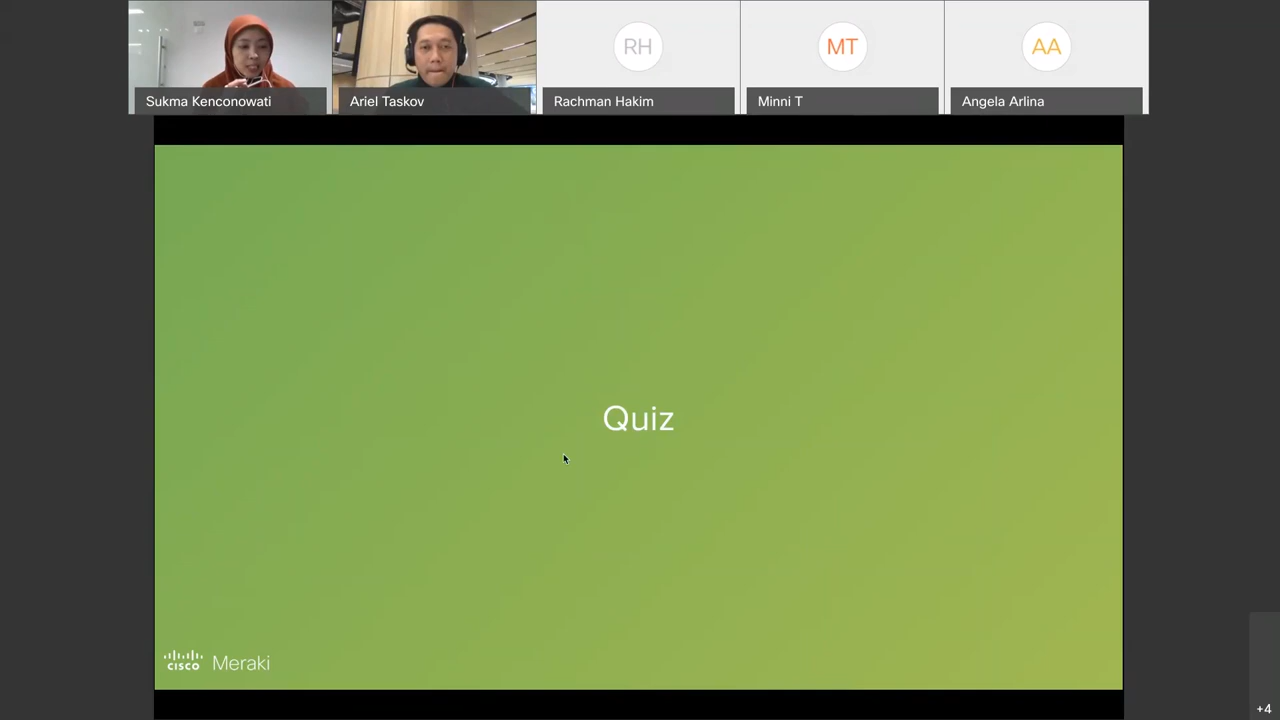 RH
MT
AA
Sukma Kenconowati
Ariel Taskov
Rachman Hakim
Minni T
Angela Arlina
Quiz
CISCO Meraki
+4